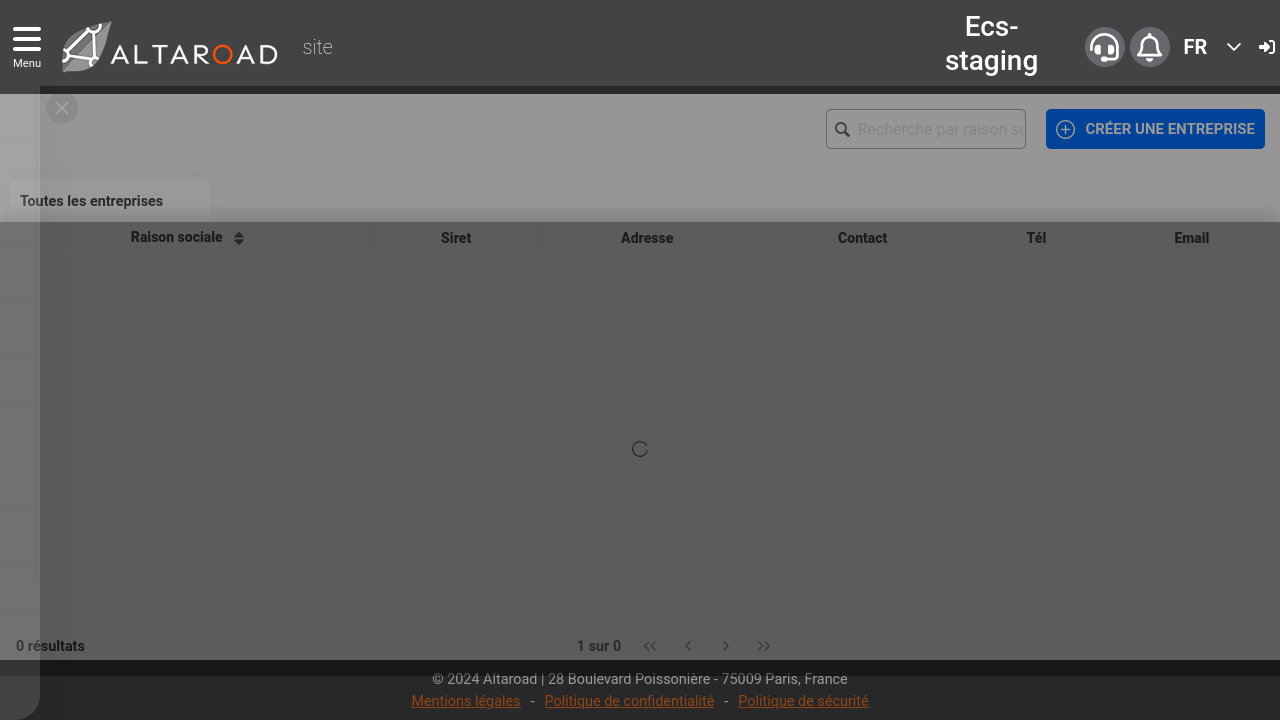 Menu
ALTAROAD
site
Ecs-
staging
FR
Recherche par raison so
CRÉER UNE ENTREPRISE
Toutes les entreprises
Raison sociale Siret Adresse Contact Tél Email
0 résultats
1 sur 0
© 2024 Altaroad | 28 Boulevard Poissonière - 75009 Paris, France
Mentions légales - Politique de confidentialité - Politique de sécurité